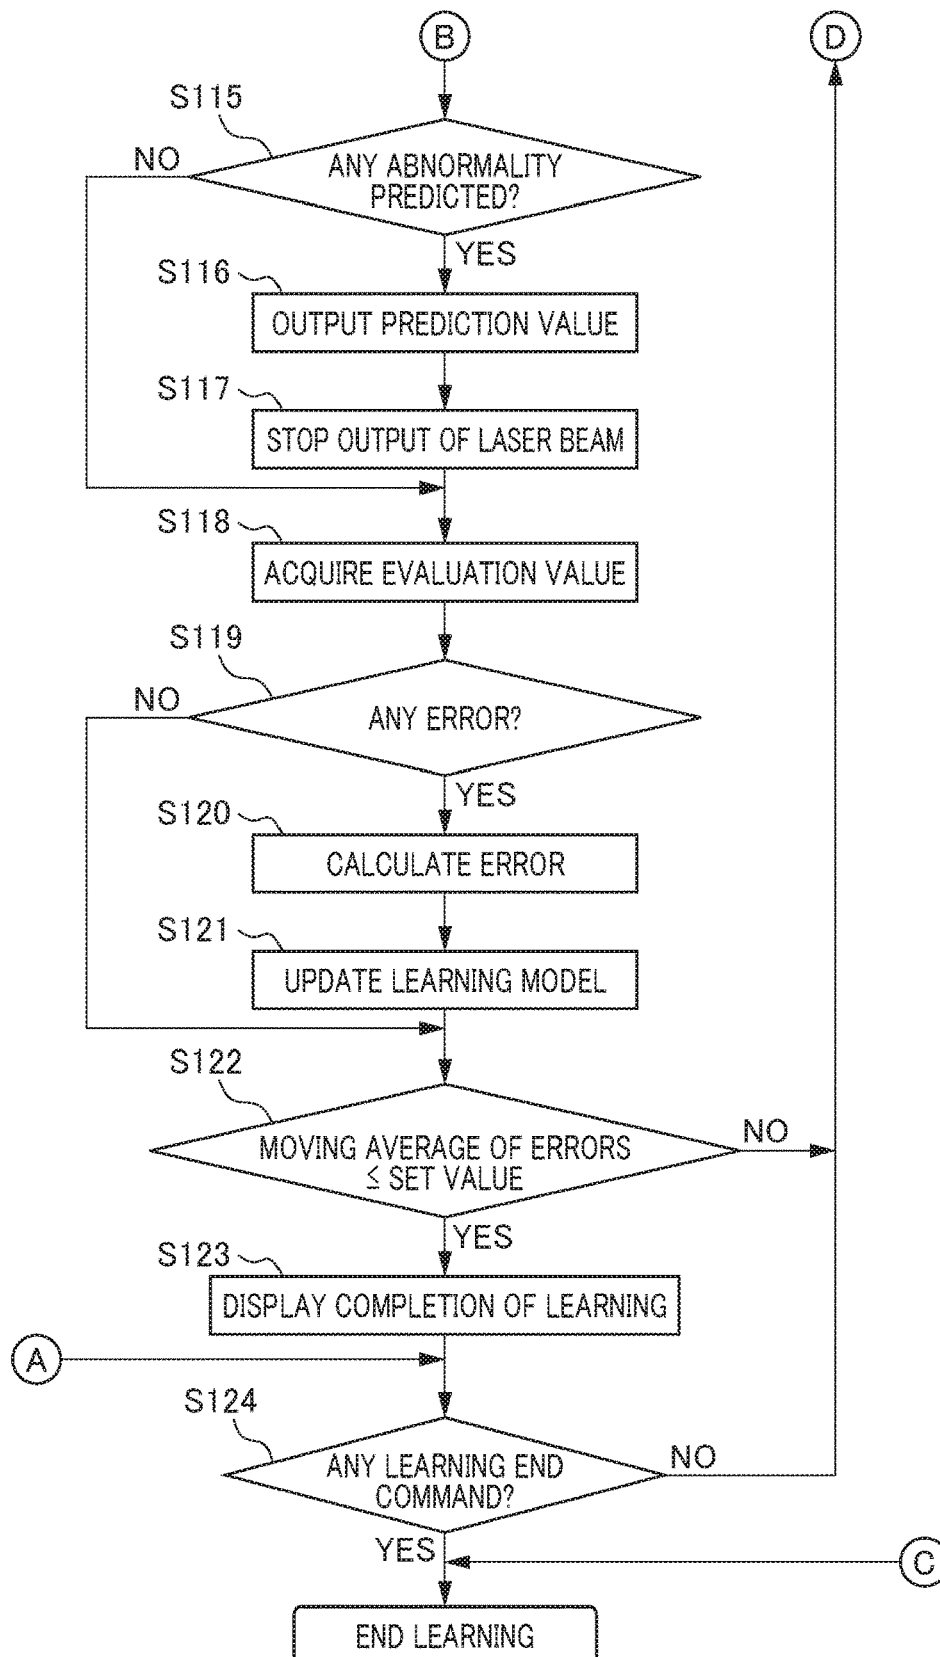 B
D
S115
NO
ANY ABNORMALITY
PREDICTED?
YES
S116
OUTPUT PREDICTION VALUE
S117
STOP OUTPUT OF LASER BEAM
S118
ACQUIRE EVALUATION VALUE
S119
NO
ANY ERROR?
YES
S120
CALCULATE ERROR
S121
UPDATE LEARNING MODEL
S122
MOVING AVERAGE OF ERRORS
≦ SET VALUE
NO
YES
S123
DISPLAY COMPLETION OF LEARNING
A
S124
ANY LEARNING END
COMMAND?
NO
YES
C
END LEARNING